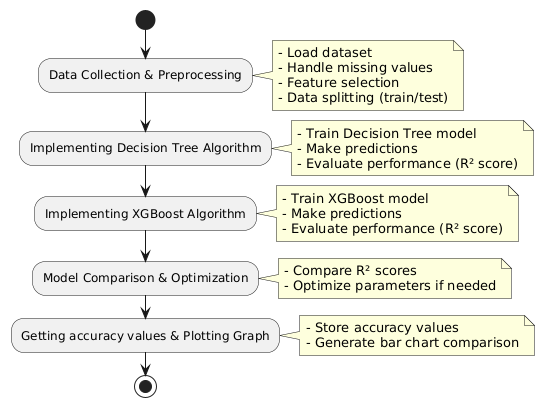 Data Collection & Preprocessing
- Load dataset
- Handle missing values
- Feature selection
- Data splitting (train/test)
Implementing Decision Tree Algorithm
- Train Decision Tree model
- Make predictions
- Evaluate performance (R² score)
Implementing XGBoost Algorithm
- Train XGBoost model
- Make predictions
- Evaluate performance (R² score)
Model Comparison & Optimization
- Compare R² scores
- Optimize parameters if needed
Getting accuracy values & Plotting Graph
- Store accuracy values
- Generate bar chart comparison